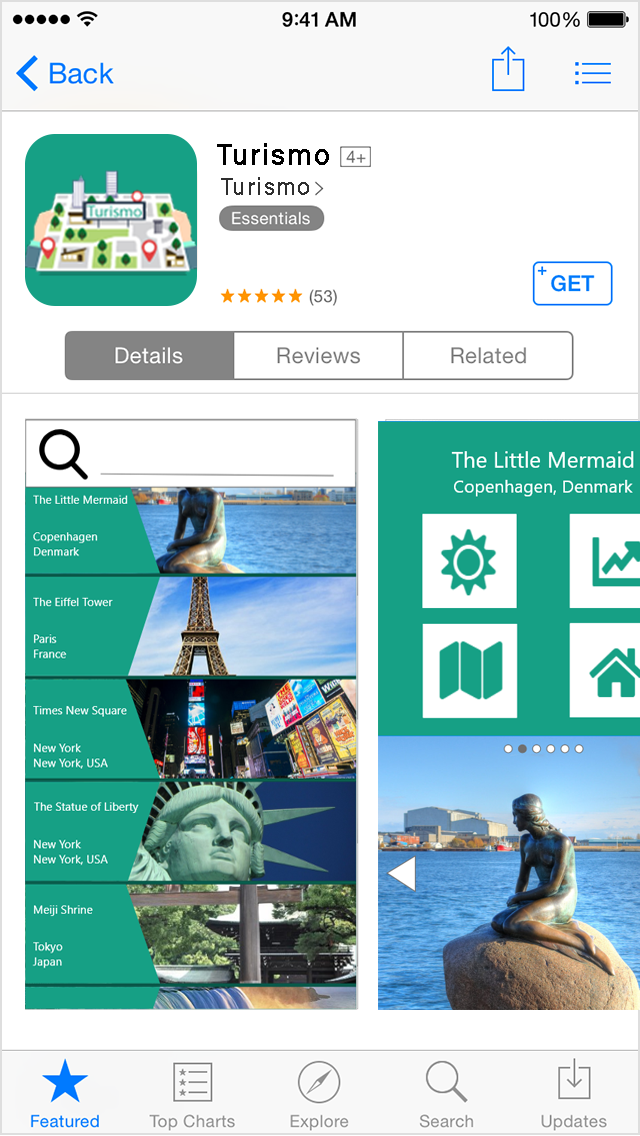 9:41 AM
100%
Back
Turismo 4+
Turismo
Turismo
Essentials
(53)
+ GET
Details
Reviews
Related
The Little Mermaid
Copenhagen
Denmark
The Eiffel Tower
Paris
France
Times New Square
New York
New York, USA
The Statue of Liberty
New York
New York, USA
Meiji Shrine
Tokyo
Japan
The Little Mermaid
Copenhagen, Denmark
Featured
Top Charts
Explore
Search
Updates